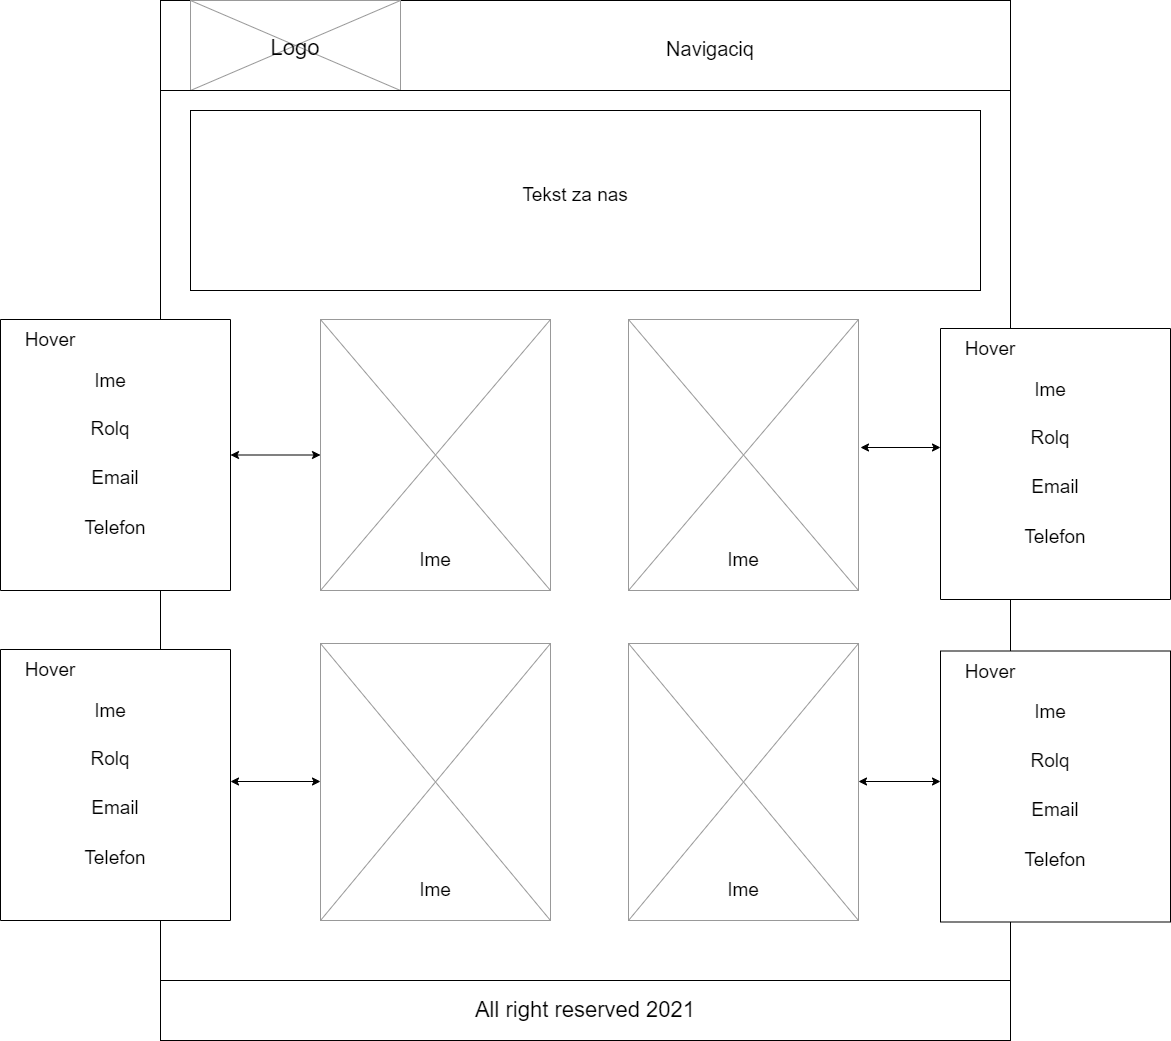 Logo
Navigaciq
Tekst za nas
Hover
Ime
Rolq
Email
Telefon
Ime
Ime
Hover
Ime
Rolq
Email
Telefon
Hover
Ime
Rolq
Email
Telefon
Ime
Ime
Hover
Ime
Rolq
Email
Telefon
All right reserved 2021